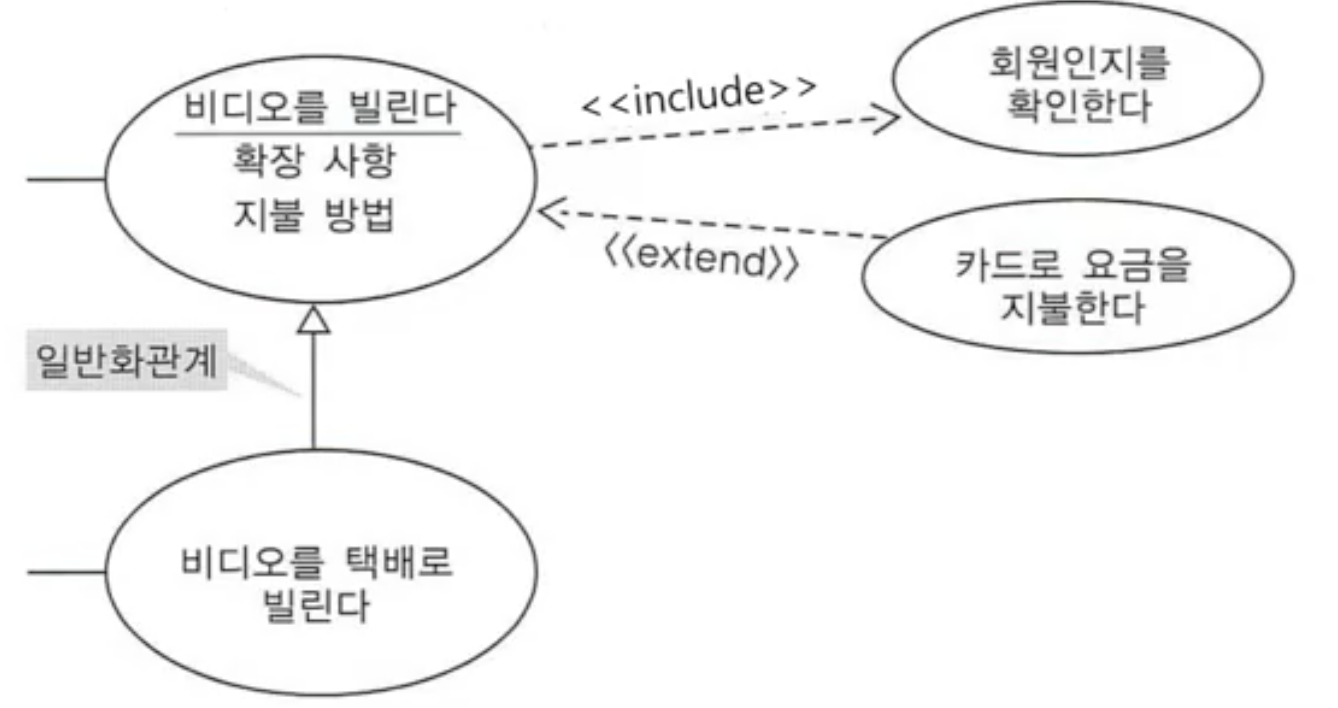 비디오를 빌린다
확장 사항
지불 방법
<<include>>
회원인지를
확인한다
《extend》
카드로 요금을
지불한다
일반화관계
비디오를 택배로
빌린다